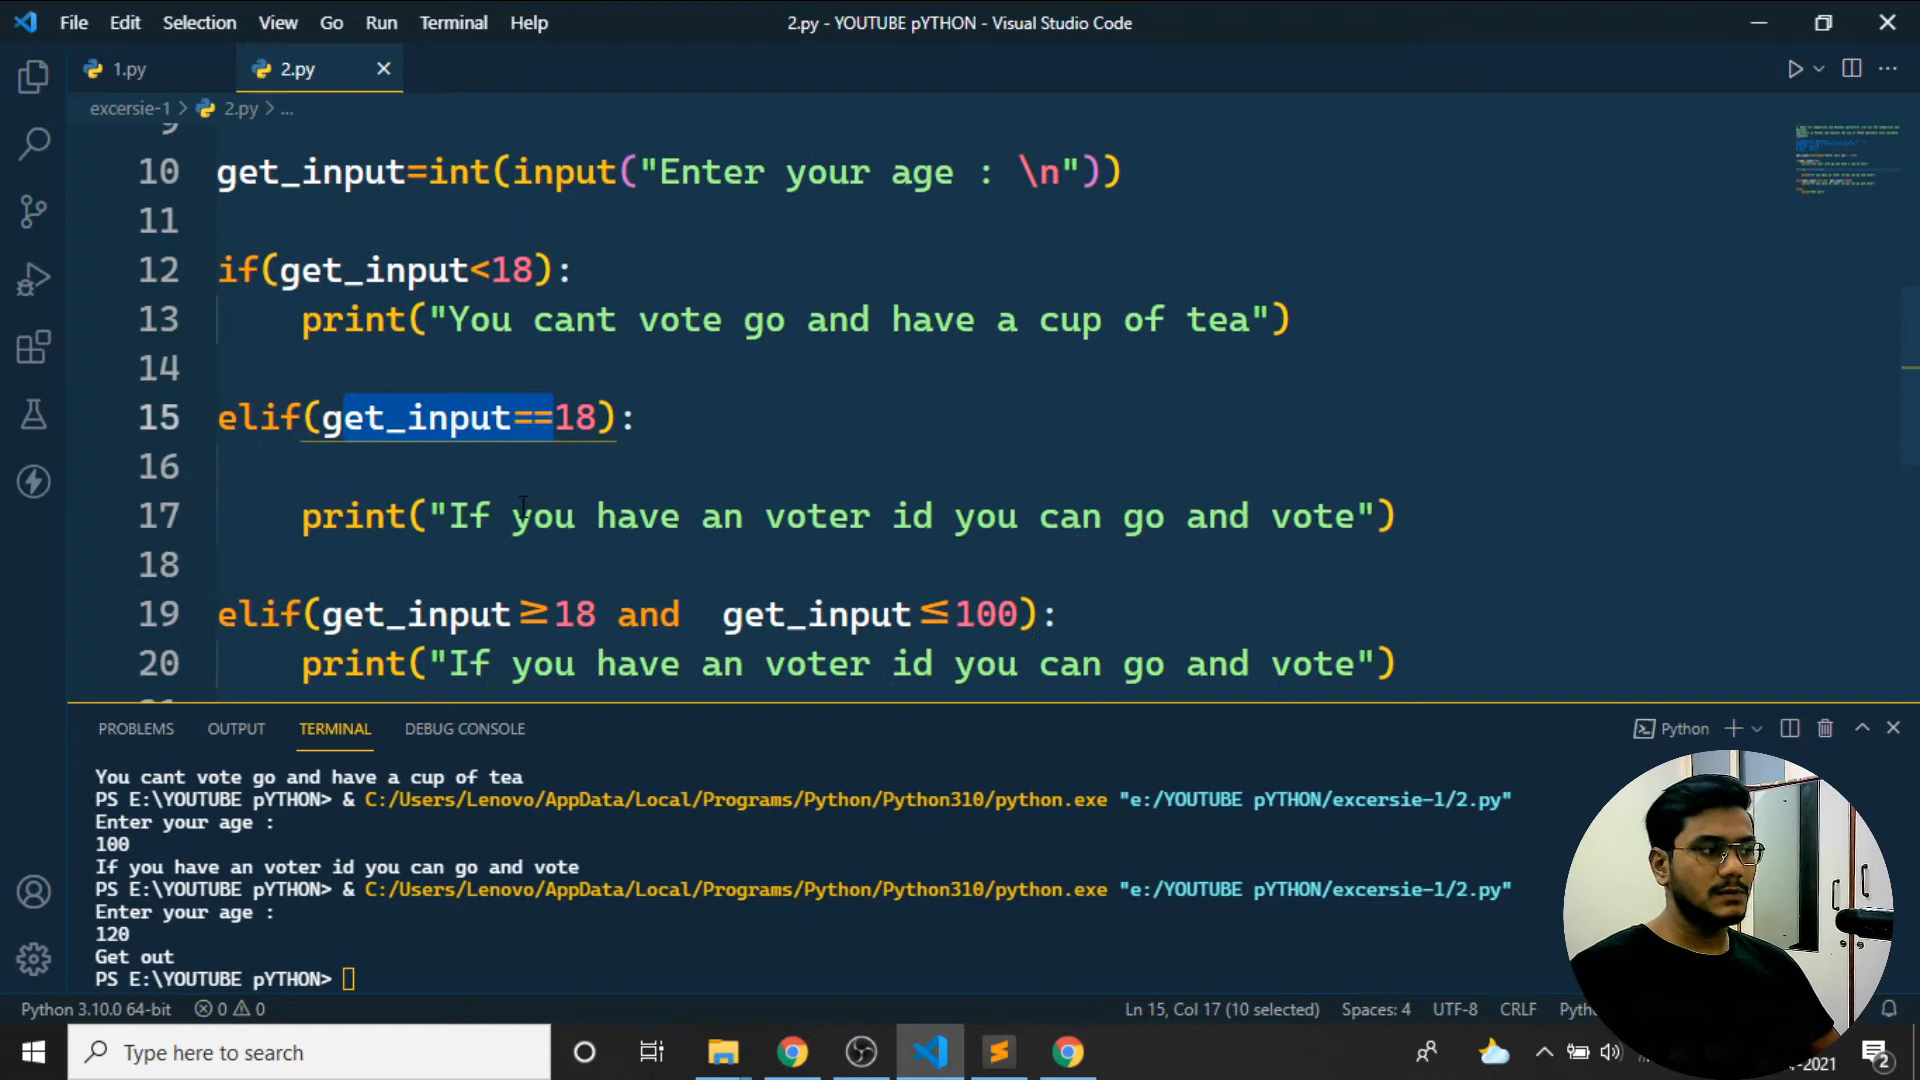 File Edit Selection View Go Run Terminal Help
2.py - YOUTUBE pYTHON - Visual Studio Code
1.py
2.py
excersie-1 > 2.py > ...
9
10 get_input=int(input("Enter your age : \n"))
11
12 if(get_input<18):
13 print("You cant vote go and have a cup of tea")
14
15 elif(get_input==18):
16
17 print("If you have an voter id you can go and vote")
18
19 elif(get_input≥18 and  get_input≤100):
20 print("If you have an voter id you can go and vote")
PROBLEMS OUTPUT TERMINAL DEBUG CONSOLE
Python
You cant vote go and have a cup of tea
PS E:\YOUTUBE pYTHON> & C:/Users/Lenovo/AppData/Local/Programs/Python/Python310/python.exe "e:/YOUTUBE pYTHON/excersie-1/2.py"
Enter your age :
100
If you have an voter id you can go and vote
PS E:\YOUTUBE pYTHON> & C:/Users/Lenovo/AppData/Local/Programs/Python/Python310/python.exe "e:/YOUTUBE pYTHON/excersie-1/2.py"
Enter your age :
120
Get out
PS E:\YOUTUBE pYTHON>
Python 3.10.0 64-bit 0 0
Ln 15, Col 17 (10 selected) Spaces: 4 UTF-8 CRLF
Type here to search
2021
2